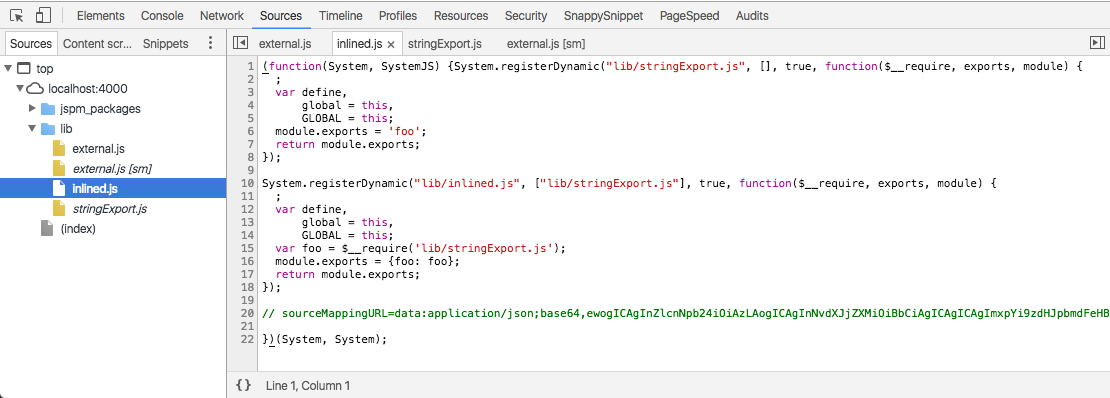 Elements Console Network Sources Timeline Profiles Resources Security SnappySnippet PageSpeed Audits
Sources Content scr... Snippets
external.js inlined.js × stringExport.js external.js [sm]
top
localhost:4000
jspm_packages
lib
external.js
external.js [sm]
inlined.js
stringExport.js
(index)
1 (function(System, SystemJS) {System.registerDynamic("lib/stringExport.js", [], true, function($__require, exports, module) {
2 ;
3 var define,
4 global = this,
5 GLOBAL = this;
6 module.exports = 'foo';
7 return module.exports;
8 });
9
10 System.registerDynamic("lib/inlined.js", ["lib/stringExport.js"], true, function($__require, exports, module) {
11 ;
12 var define,
13 global = this,
14 GLOBAL = this;
15 var foo = $__require('lib/stringExport.js');
16 module.exports = {foo: foo};
17 return module.exports;
18 });
19
20 // sourceMappingURL=data:application/json;base64,ewogICAgInZlcnNpb24iOiAzLAogICAgInNvdXJjZXMiOiBbCiAgICAgICAgImxpYi9zdHJpbmdFeHB
21
22 })(System, System);
{} Line 1, Column 1